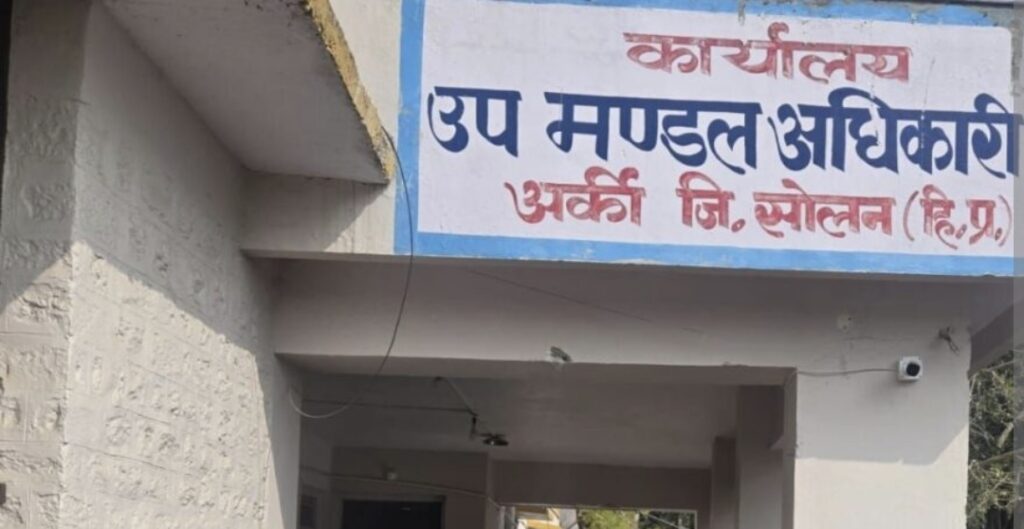 कार्यालय
उप मण्डल अधिकारी
अर्की जि. सोलन (हि.प्र.)